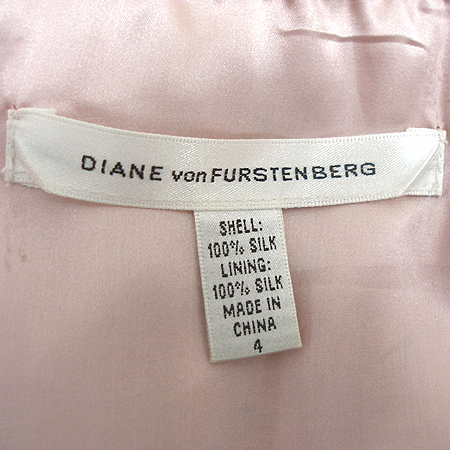 DIANE von FURSTENBERG
SHELL:
100% SILK
LINING:
100% SILK
MADE IN
CHINA
4